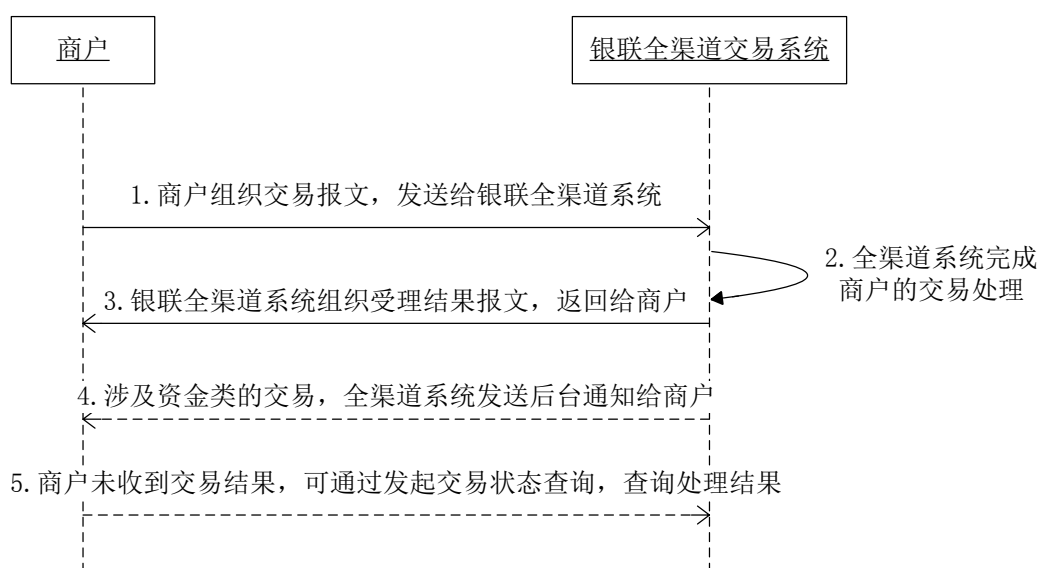 商户
银联全渠道交易系统
1.商户组织交易报文，发送给银联全渠道系统
2.全渠道系统完成
商户的交易处理
3.银联全渠道系统组织受理结果报文，返回给商户
4.涉及资金类的交易，全渠道系统发送后台通知给商户
5.商户未收到交易结果，可通过发起交易状态查询，查询处理结果